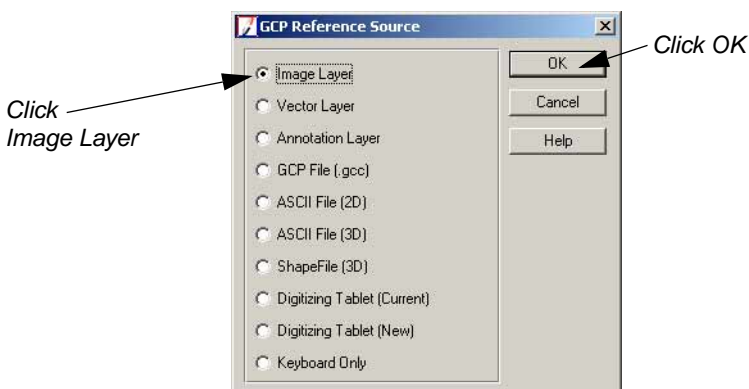 GCP Reference Source
Click OK
OK
Image Layer
Click
Image Layer
Vector Layer
Cancel
Annotation Layer
Help
GCP File (.gcc)
ASCII File (2D)
ASCII File (3D)
ShapeFile (3D)
Digitizing Tablet (Current)
Digitizing Tablet (New)
Keyboard Only